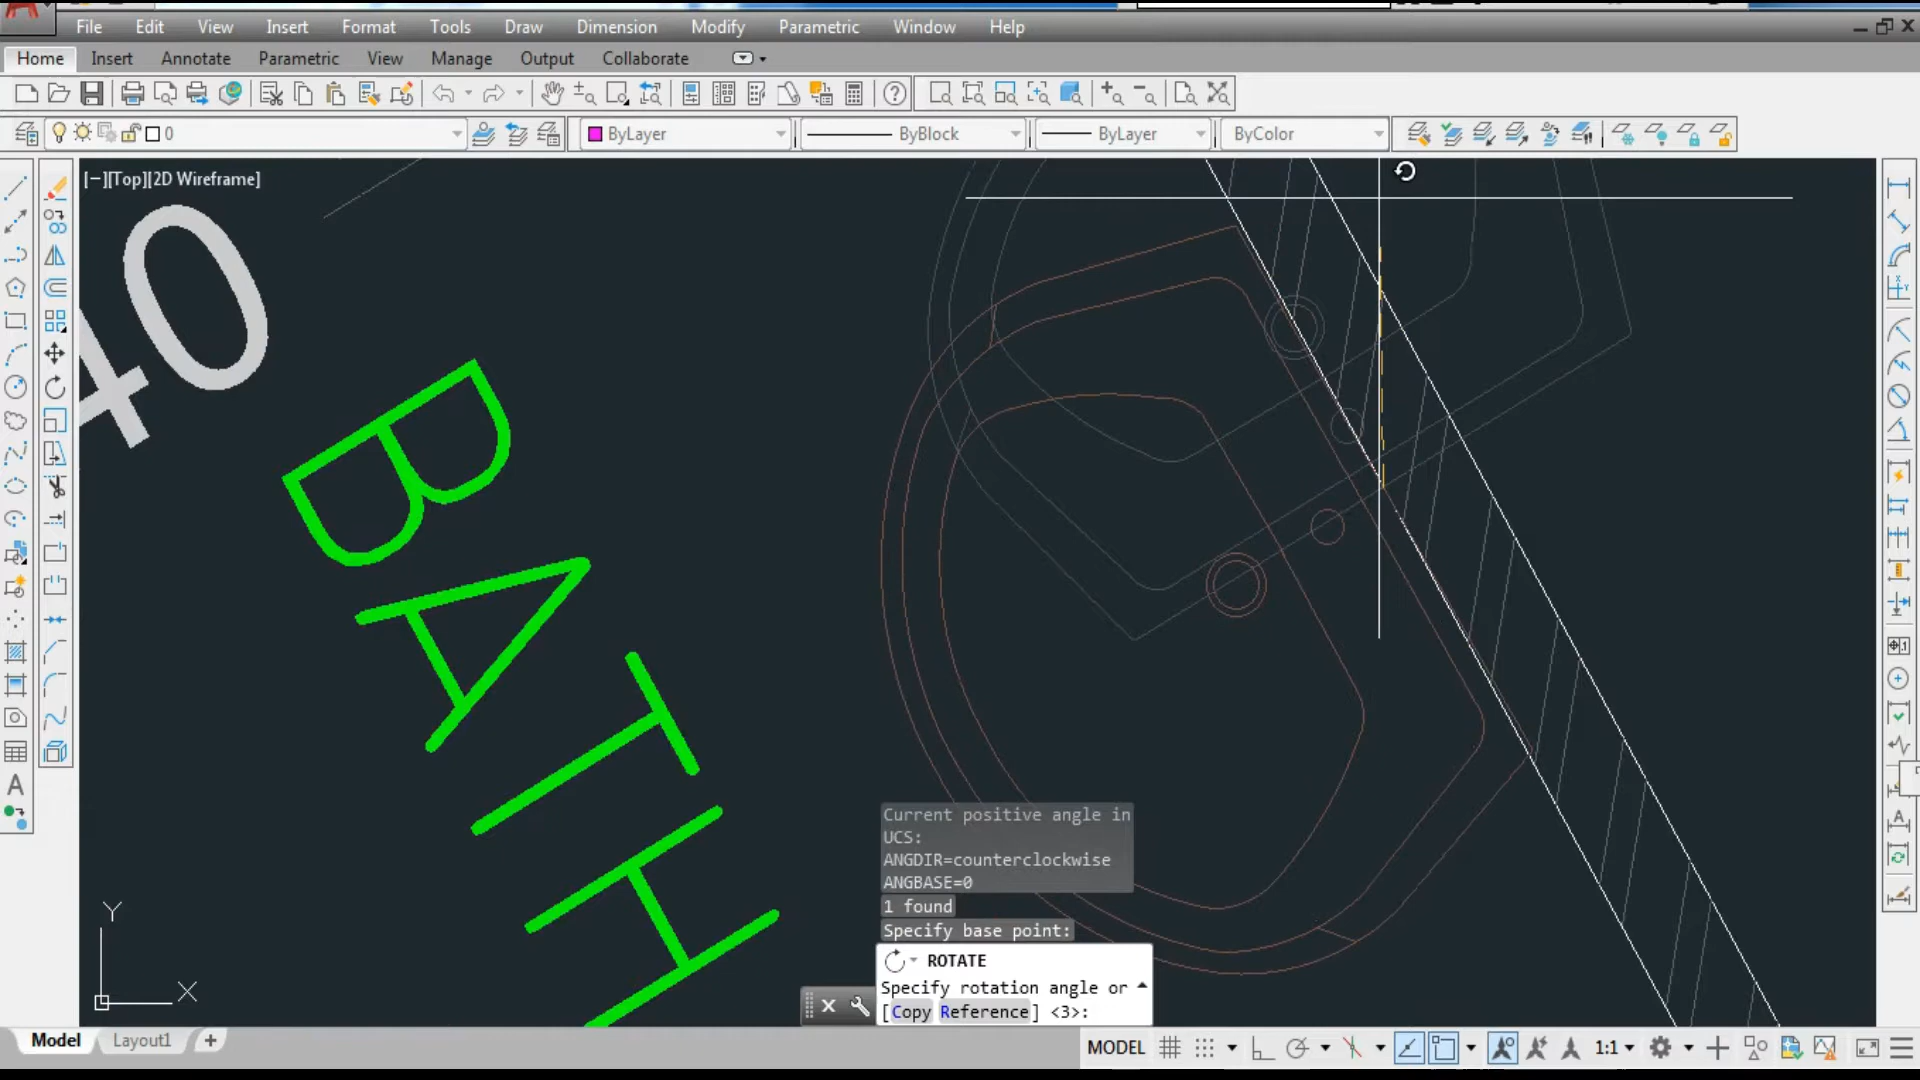 File Edit View Insert Format Tools Draw Dimension Modify Parametric Window Help
Home Insert Annotate Parametric View Manage Output Collaborate
0 ByLayer ByBlock ByLayer ByColor
[−][Top][2D Wireframe]
40
BATH
Current positive angle in
UCS:
ANGDIR=counterclockwise
ANGBASE=0
1 found
Specify base point:
ROTATE
Specify rotation angle or
[Copy Reference] <3>:
Y
X
Model Layout1 +
MODEL 1:1